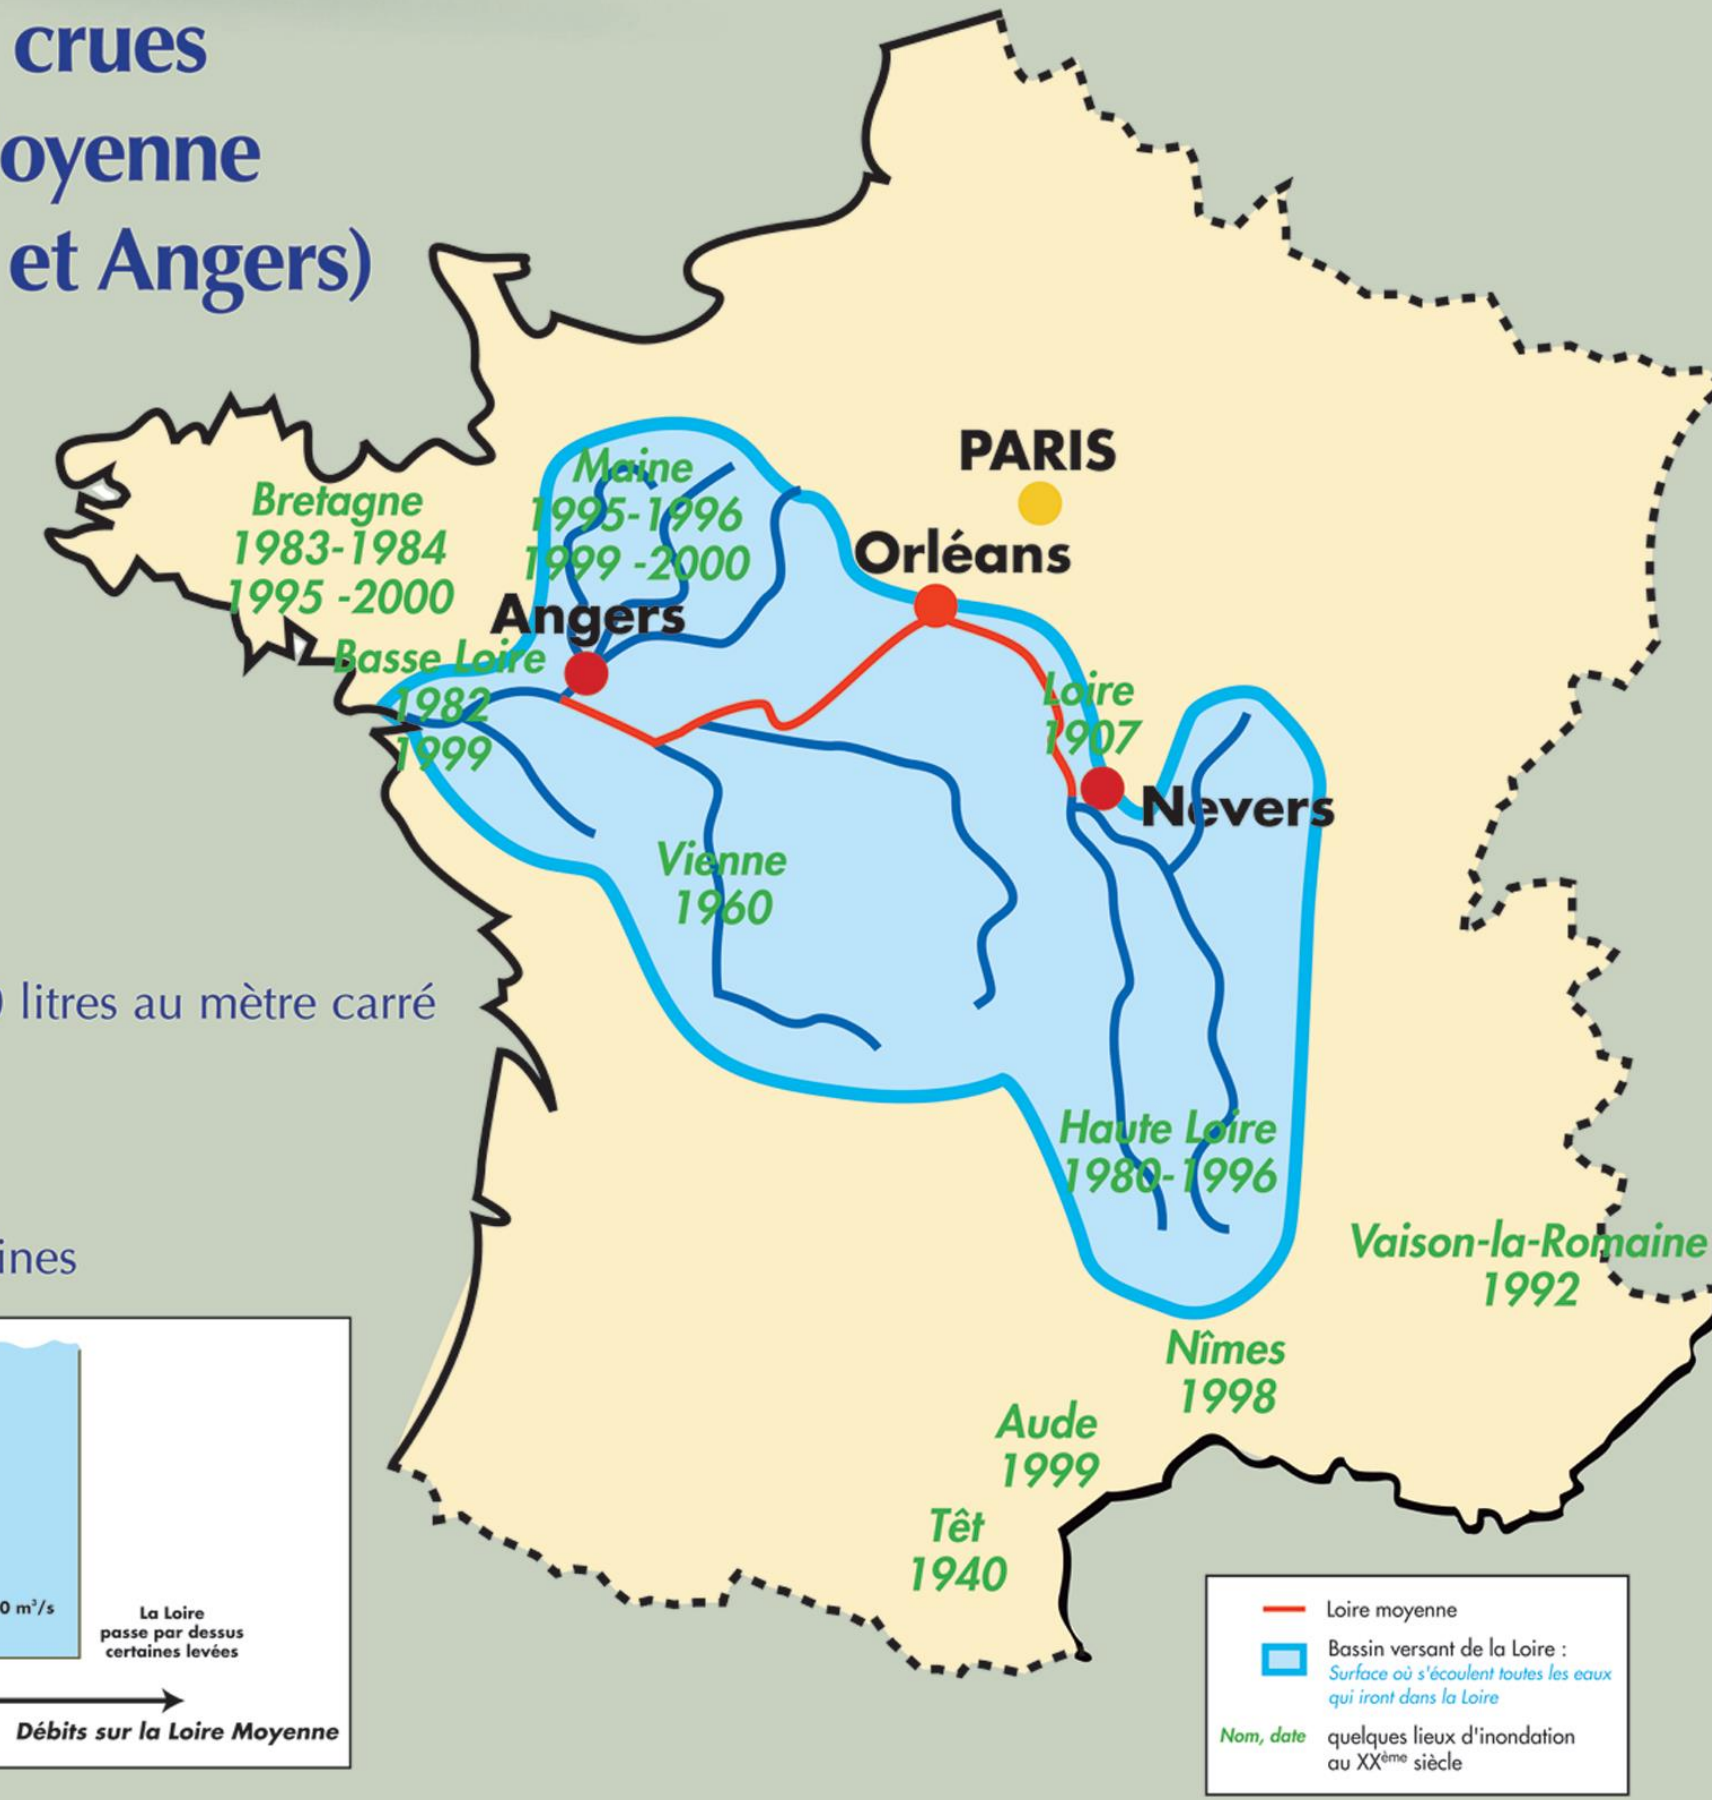 crues
oyenne
et Angers)
PARIS
Orléans
Maine
1995-1996
1999 -2000
Bretagne
1983-1984
1995 -2000
Angers
Basse Loire
1982
1999
Loire
1907
Nevers
Vienne
1960
) litres au mètre carré
Haute Loire
1980-1996
ines
Vaison-la-Romaine
1992
Nîmes
1998
Aude
1999
Têt
1940
0 m³/s
La Loire
passe par dessus
certaines levées
Débits sur la Loire Moyenne
Loire moyenne
Bassin versant de la Loire :
Surface où s'écoulent toutes les eaux
qui iront dans la Loire
Nom, date quelques lieux d'inondation
au XXème siècle